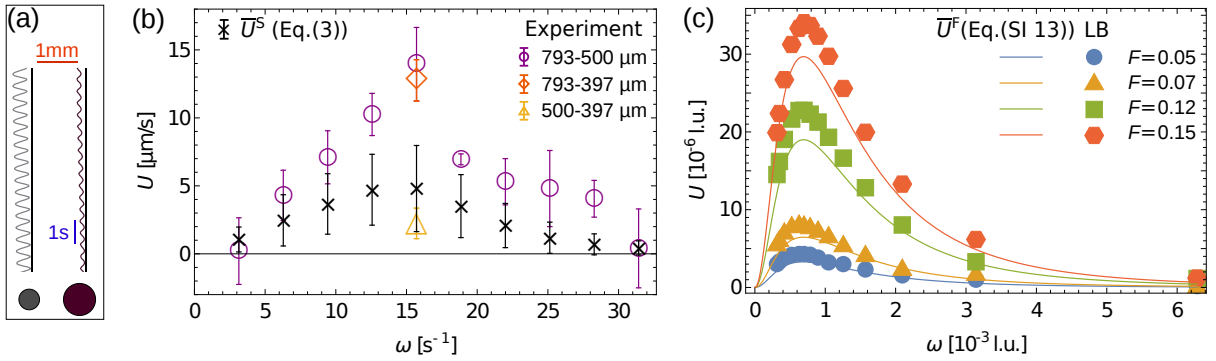 (a)
1mm
1s
(b)
U̅ˢ (Eq.(3))
Experiment
793-500 μm
793-397 μm
500-397 μm
U [μm/s]
15
10
5
0
0 5 10 15 20 25 30
ω [s⁻¹]
(c)
U̅ᶠ(Eq.(SI 13)) LB
F=0.05
F=0.07
F=0.12
F=0.15
U [10⁻⁶ l.u.]
30
20
10
0
0 1 2 3 4 5 6
ω [10⁻³ l.u.]